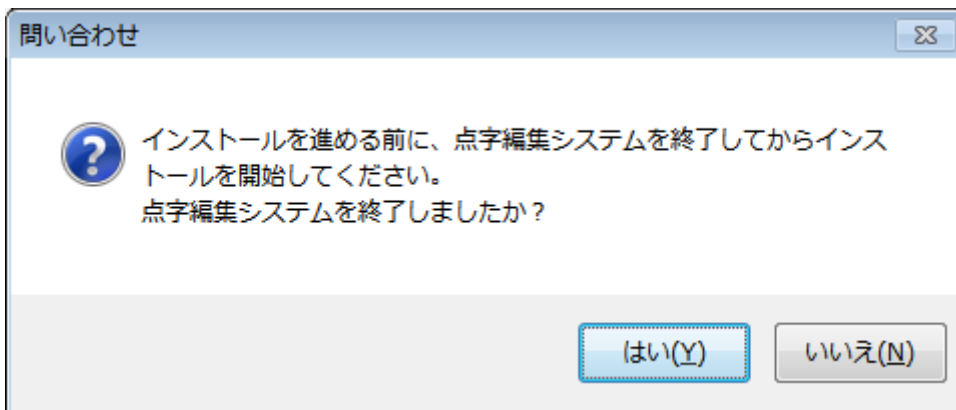 問い合わせ
インストールを進める前に、点字編集システムを終了してからインス
トールを開始してください。
点字編集システムを終了しましたか？
はい(Y)
いいえ(N)